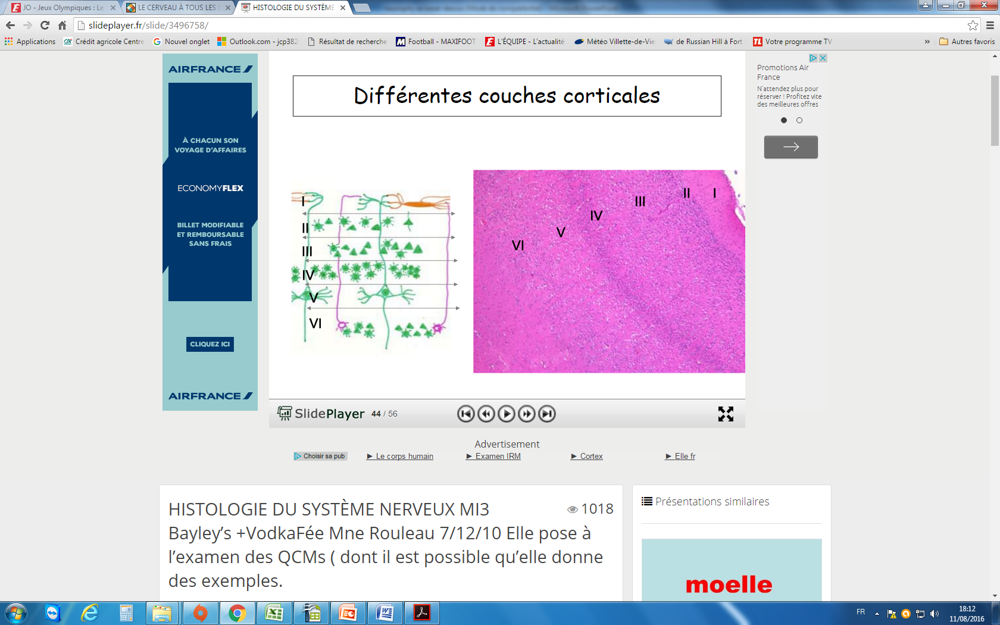 JO - Jeux Olympiques : Le
LE CERVEAU À TOUS LES
HISTOLOGIE DU SYSTÈME
slideplayer.fr/slide/3496758/
Applications
Crédit agricole Centre
Nouvel onglet
Outlook.com - jcp382
Résultat de recherche
Football - MAXIFOOT
L'ÉQUIPE - L'actualité
Météo Villette-de-Vie
de Russian Hill à Fort
Votre programme TV
»
Autres favoris
AIRFRANCE
À CHACUN SON
VOYAGE D'AFFAIRES
ECONOMYFLEX
BILLET MODIFIABLE
ET REMBOURSABLE
SANS FRAIS
CLIQUEZ ICI
AIRFRANCE
Différentes couches corticales
I
II
III
IV
V
VI
I
II
III
IV
V
VI
Promotions Air
France
N'attendez plus pour
réserver ! Profitez vite
des meilleures offres
SlidePlayer
44 / 56
Advertisement
Choisir sa pub
► Le corps humain
► Examen IRM
► Cortex
► Elle fr
HISTOLOGIE DU SYSTÈME NERVEUX MI3
1018
Bayley's +VodkaFée Mne Rouleau 7/12/10 Elle pose à
l'examen des QCMs ( dont il est possible qu'elle donne
des exemples.
Présentations similaires
moelle
FR
18:12
11/08/2016